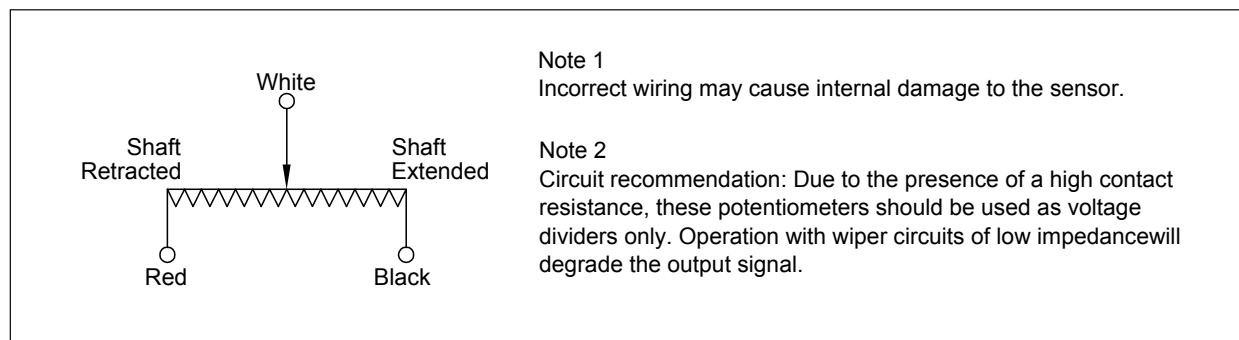 White
Shaft
Retracted
Shaft
Extended
Red
Black
Note 1
Incorrect wiring may cause internal damage to the sensor.
Note 2
Circuit recommendation: Due to the presence of a high contact
resistance, these potentiometers should be used as voltage
dividers only. Operation with wiper circuits of low impedancewill
degrade the output signal.